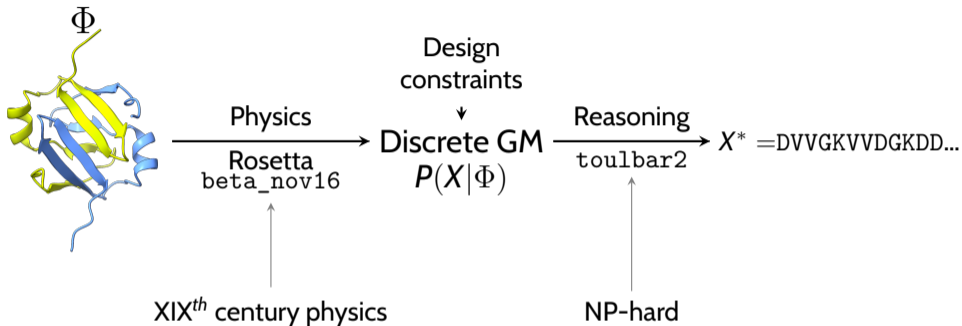 Φ
Design
constraints
Physics
Rosetta
beta_nov16
Discrete GM
P(X|Φ)
Reasoning
toulbar2
X* =DVVGKVVDGKDD...
XIXth century physics
NP-hard